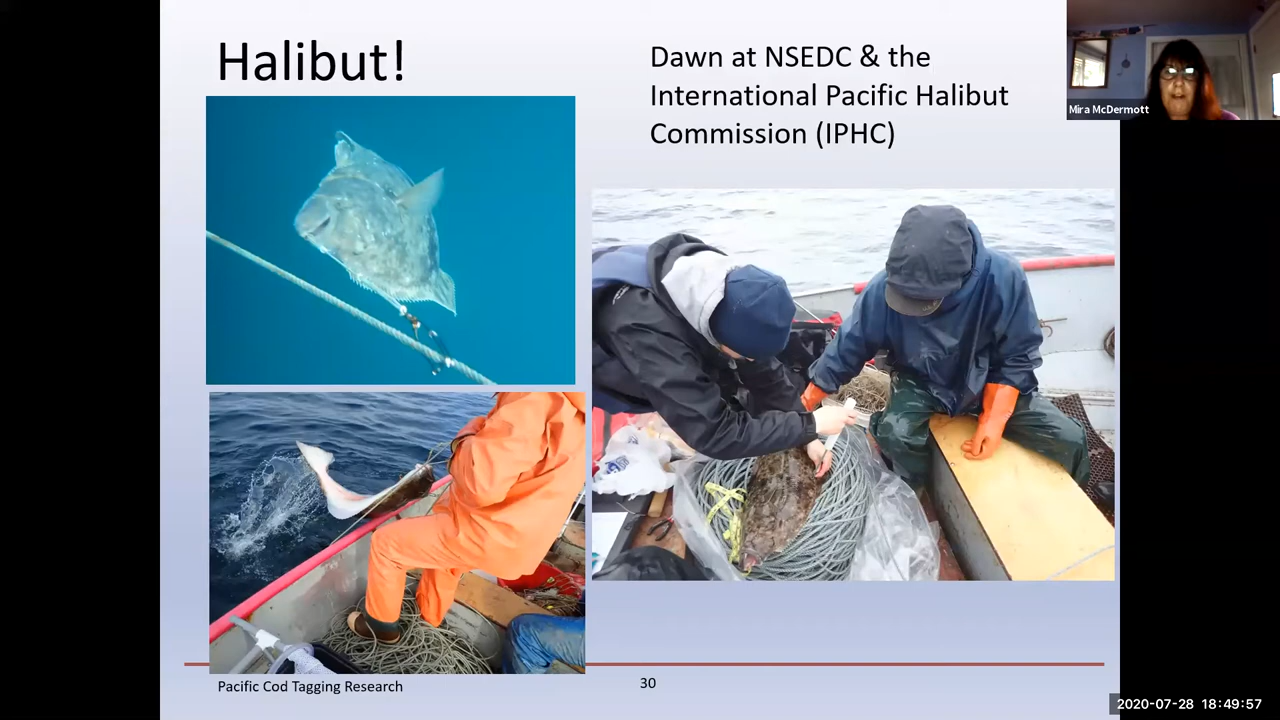 Halibut!
Dawn at NSEDC & the
International Pacific Halibut
Commission (IPHC)
Mira McDermott
Pacific Cod Tagging Research
30
2020-07-28 18:49:57